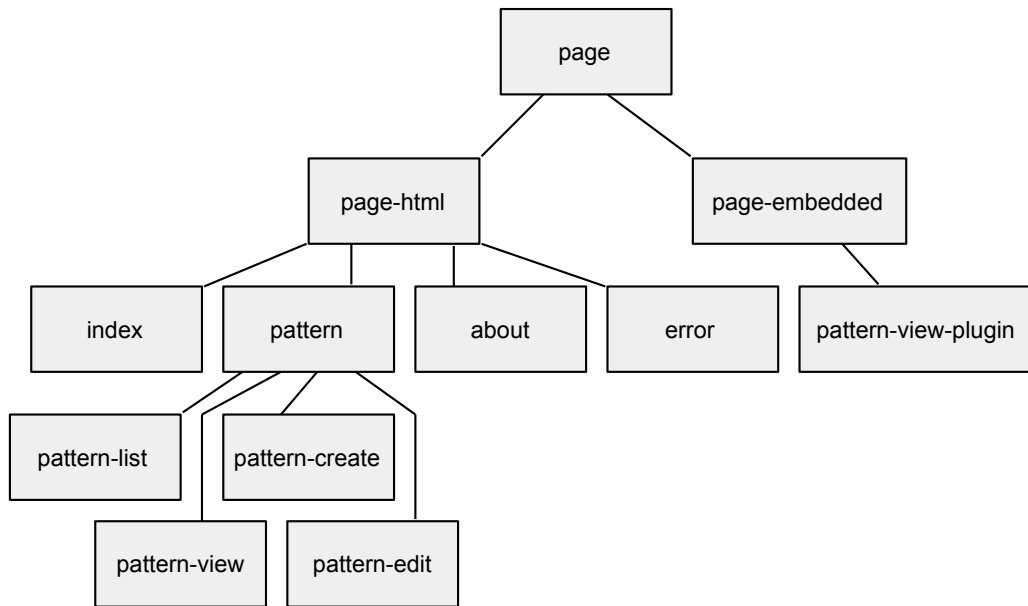 page
page-html
page-embedded
index
pattern
about
error
pattern-view-plugin
pattern-list
pattern-create
pattern-view
pattern-edit